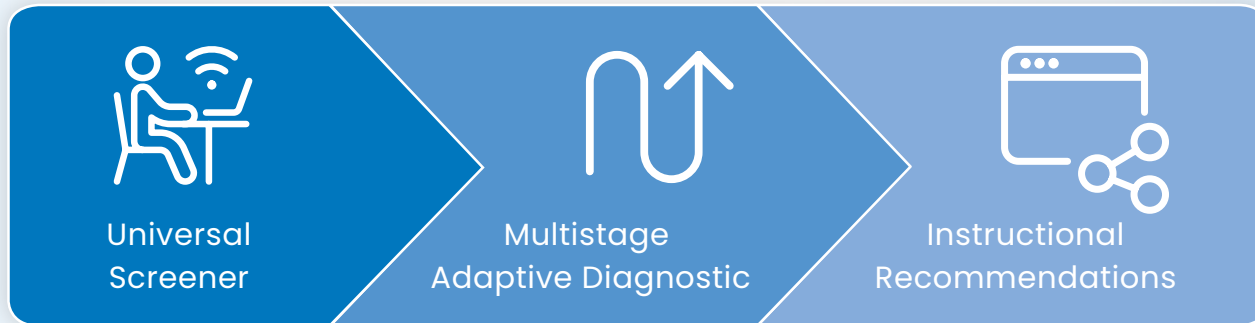 Universal
Screener
Multistage
Adaptive Diagnostic
Instructional
Recommendations